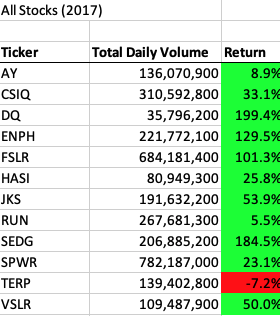 All Stocks (2017)
Ticker Total Daily Volume Return
AY 136,070,900 8.9%
CSIQ 310,592,800 33.1%
DQ 35,796,200 199.4%
ENPH 221,772,100 129.5%
FSLR 684,181,400 101.3%
HASI 80,949,300 25.8%
JKS 191,632,200 53.9%
RUN 267,681,300 5.5%
SEDG 206,885,200 184.5%
SPWR 782,187,000 23.1%
TERP 139,402,800 -7.2%
VSLR 109,487,900 50.0%